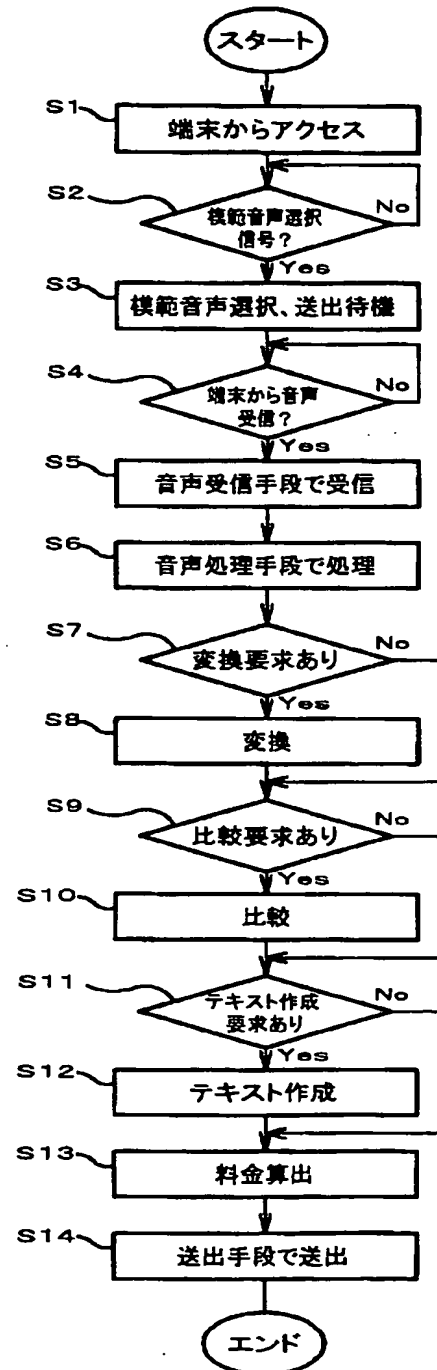 スタート
S1
端末からアクセス
S2
模範音声選択
信号？
No
Yes
S3
模範音声選択、送出待機
S4
端末から音声
受信？
No
Yes
S5
音声受信手段で受信
S6
音声処理手段で処理
S7
変換要求あり
No
Yes
S8
変換
S9
比較要求あり
No
Yes
S10
比較
S11
テキスト作成
要求あり
No
Yes
S12
テキスト作成
S13
料金算出
S14
送出手段で送出
エンド